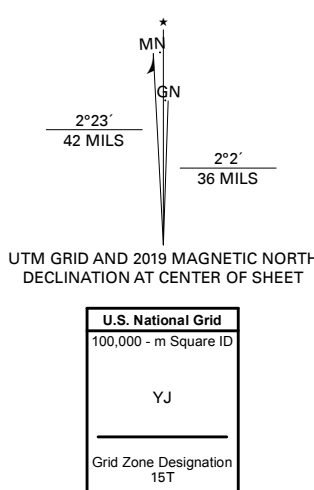 ★
MN
GN
2°23´
42 MILS
2°2´
36 MILS
UTM GRID AND 2019 MAGNETIC NORTH
DECLINATION AT CENTER OF SHEET
U.S. National Grid
100,000 - m Square ID
YJ
Grid Zone Designation
15T